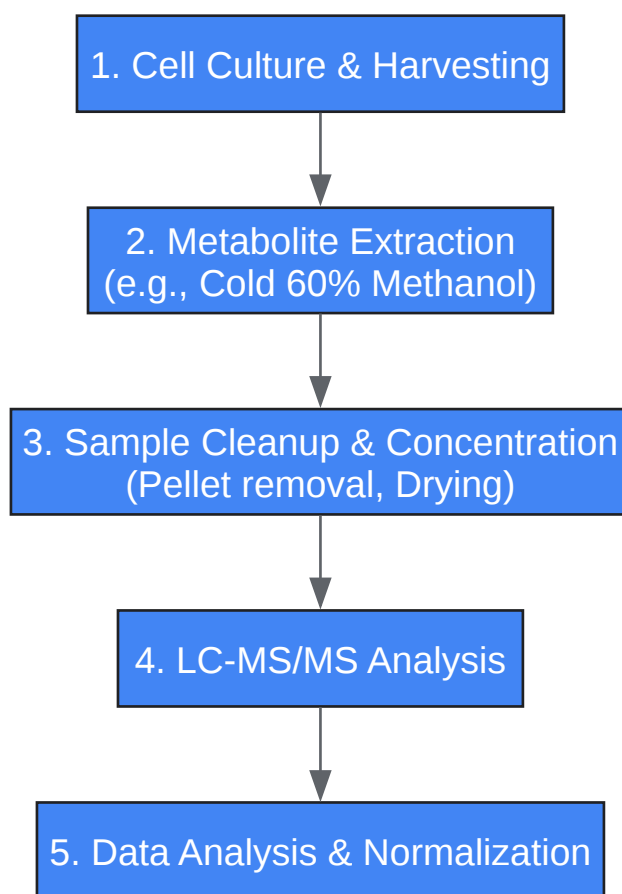 1. Cell Culture & Harvesting
2. Metabolite Extraction
(e.g., Cold 60% Methanol)
3. Sample Cleanup & Concentration
(Pellet removal, Drying)
4. LC-MS/MS Analysis
5. Data Analysis & Normalization